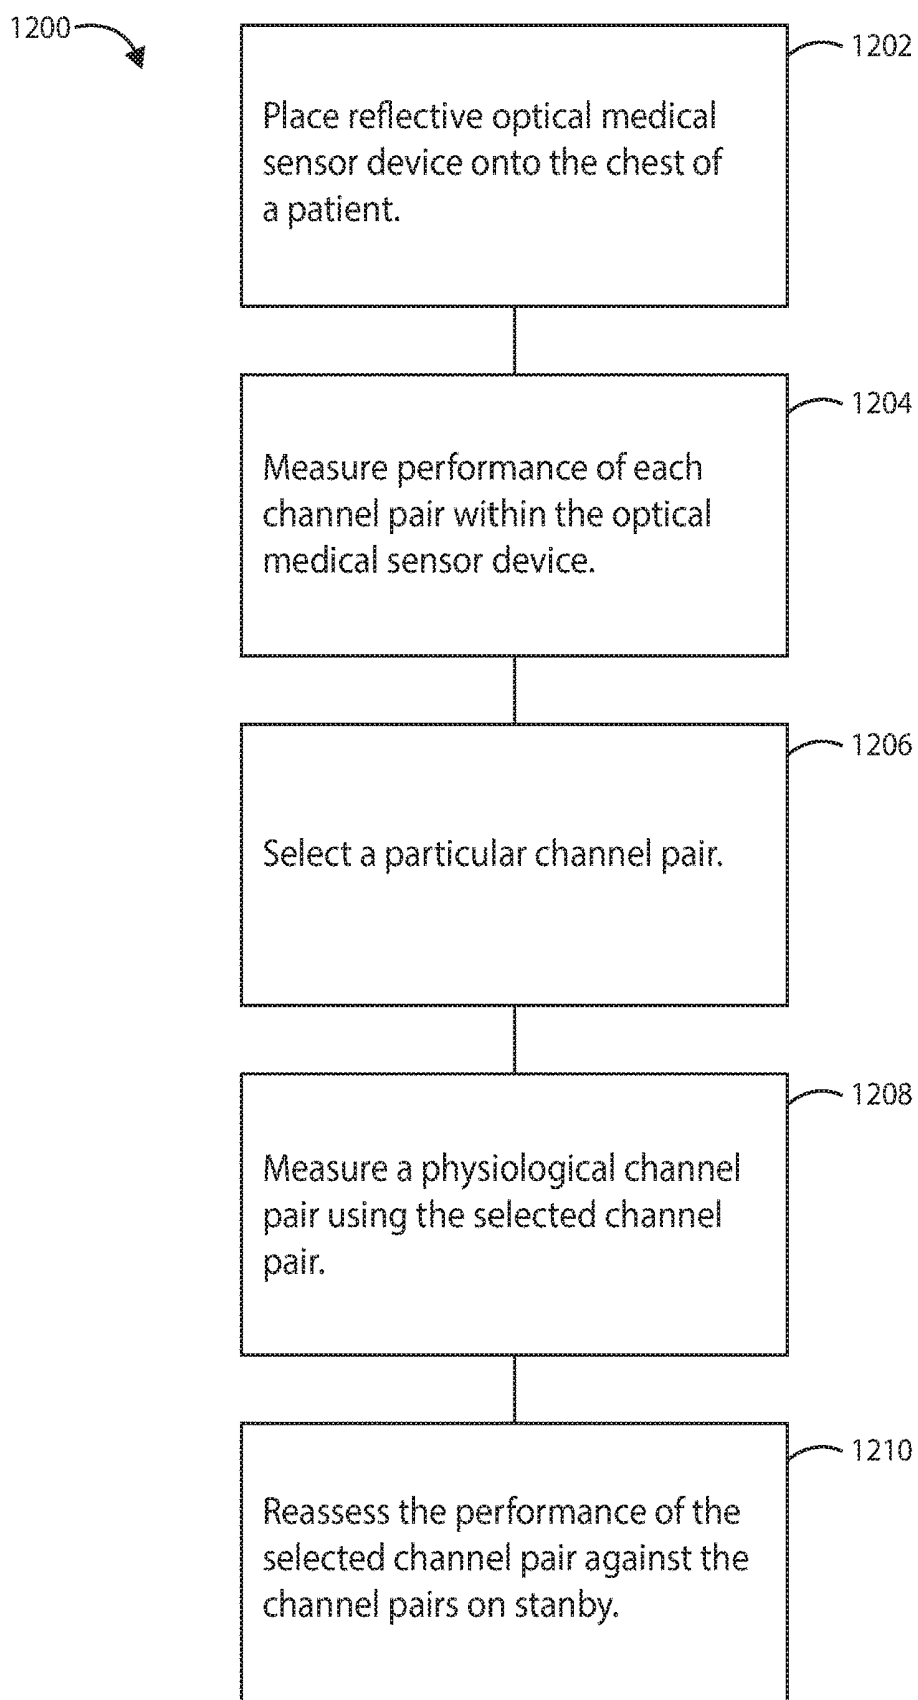 1200
1202
Place reflective optical medical
sensor device onto the chest of
a patient.
1204
Measure performance of each
channel pair within the optical
medical sensor device.
1206
Select a particular channel pair.
1208
Measure a physiological channel
pair using the selected channel
pair.
1210
Reassess the performance of the
selected channel pair against the
channel pairs on stanby.